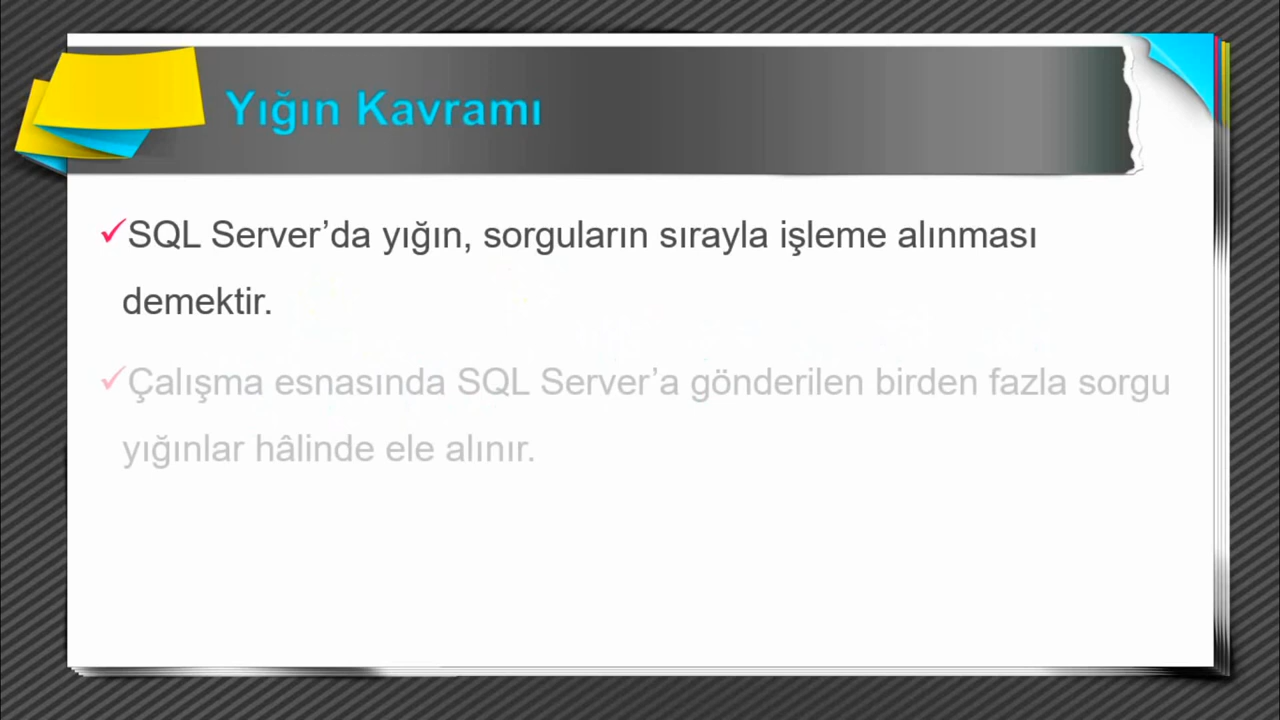 Yığın Kavramı
✓SQL Server’da yığın, sorguların sırayla işleme alınması
demektir.
✓Çalışma esnasında SQL Server’a gönderilen birden fazla sorgu
yığınlar hâlinde ele alınır.